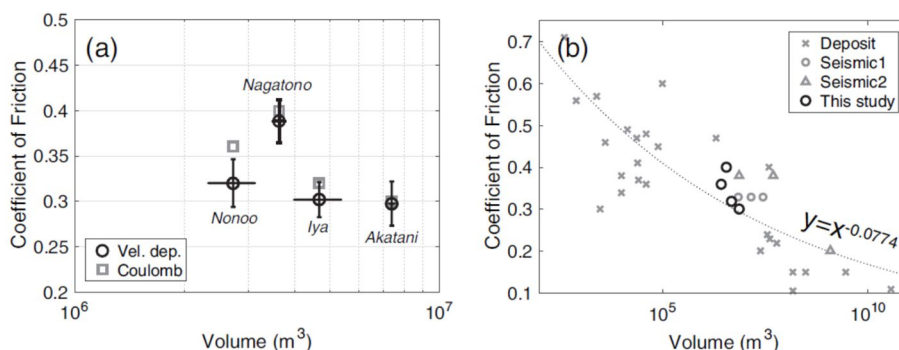 (a)
Coefficient of Friction
0.5
0.45
0.4
0.35
0.3
0.25
0.2
Nagatono
Nonoo
Iya
Akatani
Vel. dep.
Coulomb
10^6
10^7
Volume (m^3)
(b)
Coefficient of Friction
0.7
0.6
0.5
0.4
0.3
0.2
0.1
Deposit
Seismic1
Seismic2
This study
y=x^-0.0774
10^5
10^10
Volume (m^3)